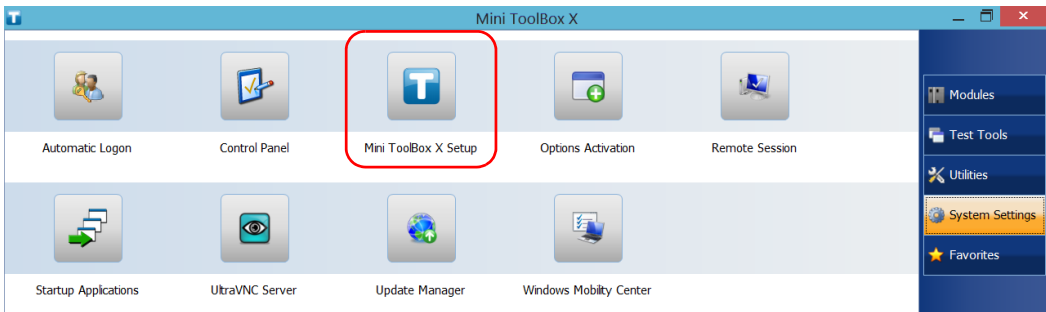 Mini ToolBox X
Automatic Logon
Control Panel
Mini ToolBox X Setup
Options Activation
Remote Session
Startup Applications
UltraVNC Server
Update Manager
Windows Mobility Center
Modules
Test Tools
Utilities
System Settings
Favorites